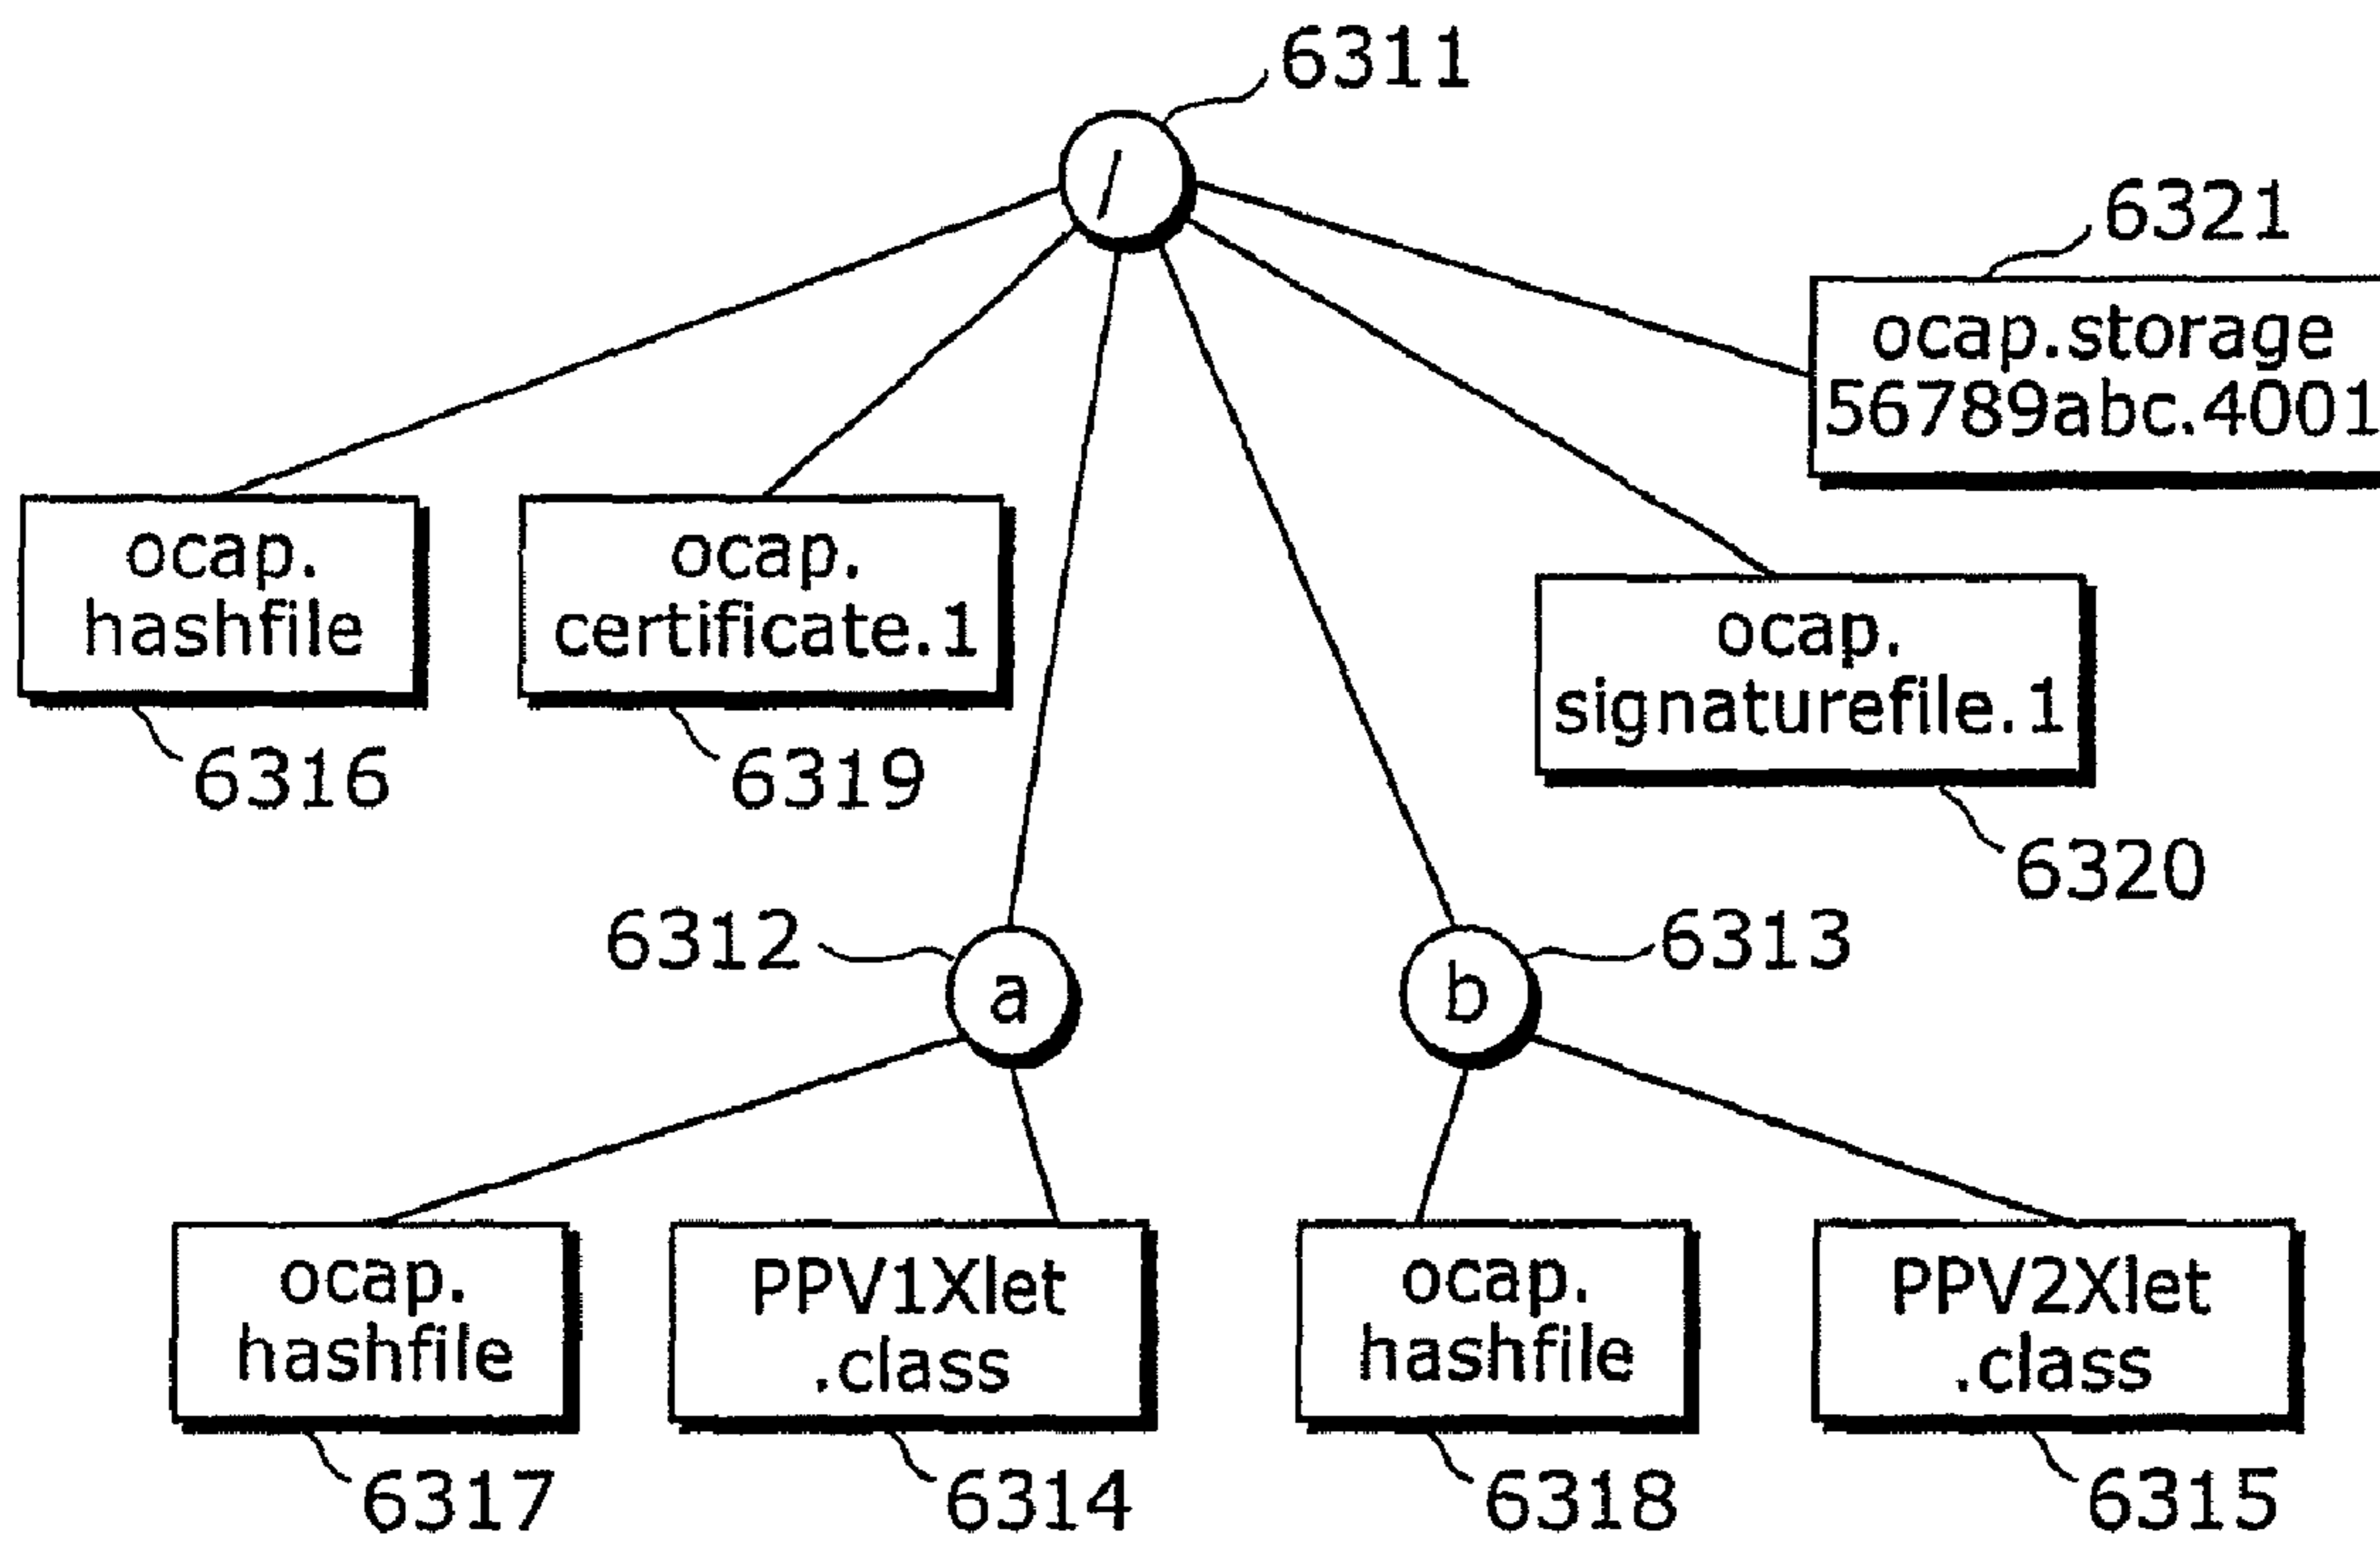 6311
/
6321
ocap.storage
56789abc.4001
ocap.
hashfile
6316
ocap.
certificate.1
6319
ocap.
signaturefile.1
6320
6312
a
b
6313
ocap.
hashfile
6317
PPV1Xlet
.class
6314
ocap.
hashfile
6318
PPV2Xlet
.class
6315